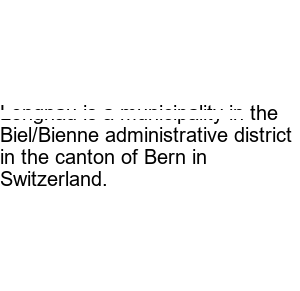 Lengnau is a municipality in the
Biel/Bienne administrative district
in the canton of Bern in
Switzerland.